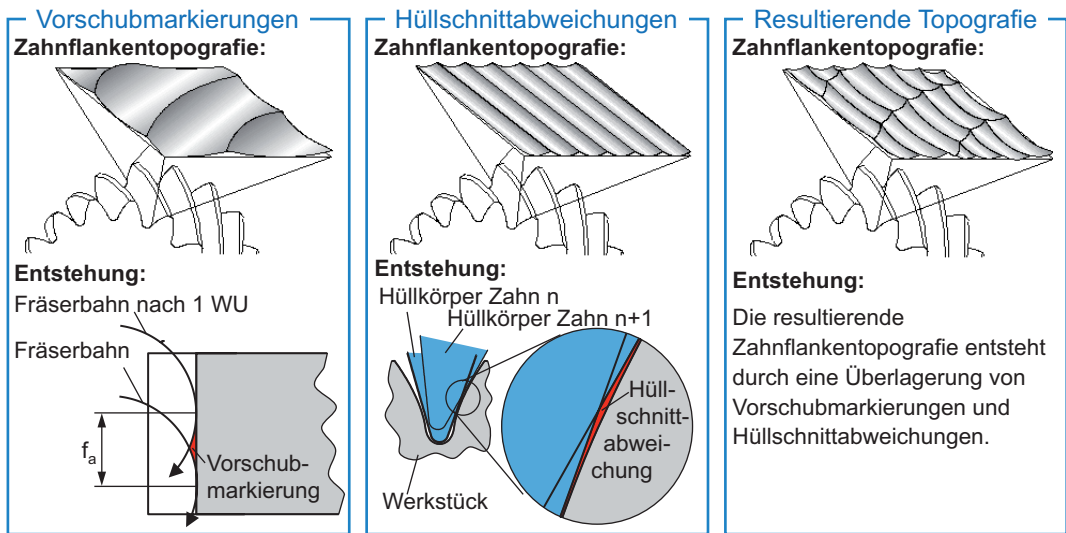 Vorschubmarkierungen
Zahnflankentopografie:
Entstehung:
Fräserbahn nach 1 WU
Fräserbahn
fa
Vorschub-
markierung
Hüllschnittabweichungen
Zahnflankentopografie:
Entstehung:
Hüllkörper Zahn n
Hüllkörper Zahn n+1
Hüll-
schnitt-
abwei-
chung
Werkstück
Resultierende Topografie
Zahnflankentopografie:
Entstehung:
Die resultierende
Zahnflankentopografie entsteht
durch eine Überlagerung von
Vorschubmarkierungen und
Hüllschnittabweichungen.